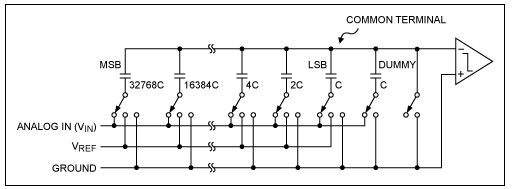 COMMON TERMINAL
MSB LSB DUMMY
32768C 16384C 4C 2C C C
− +
ANALOG IN (VIN)
VREF
GROUND